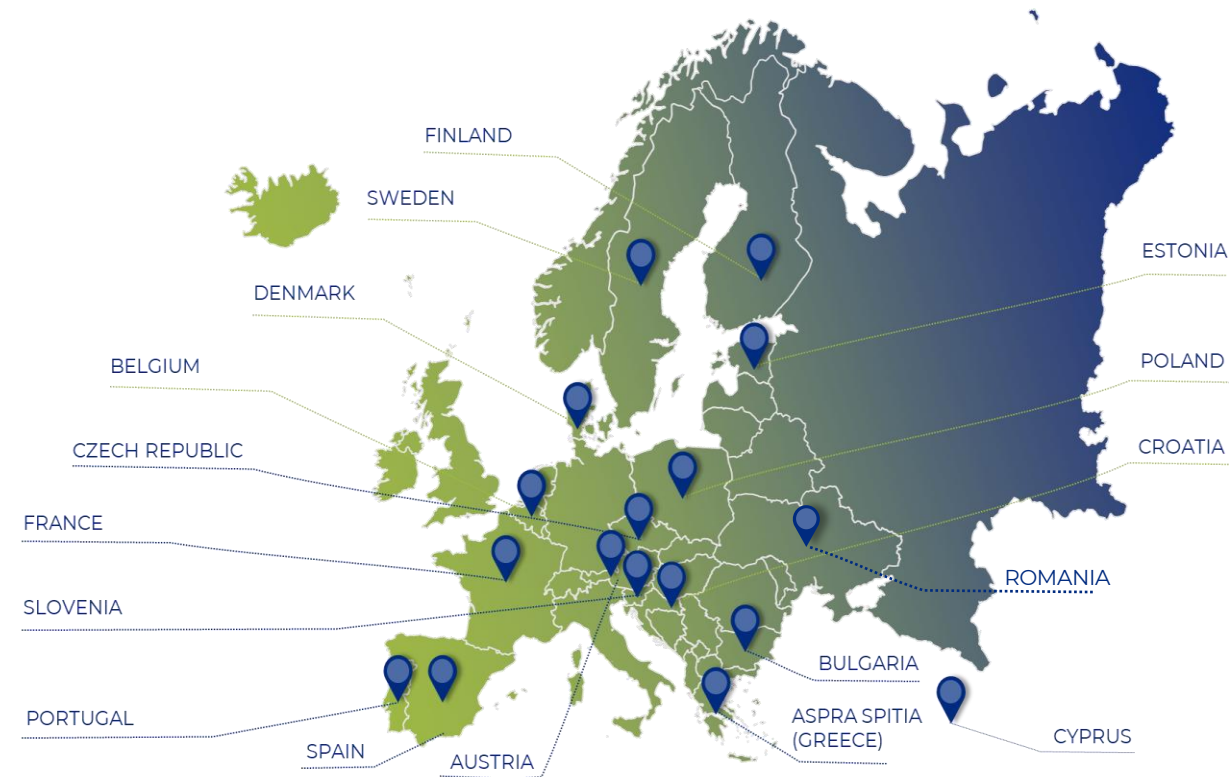 FINLAND
SWEDEN
ESTONIA
DENMARK
POLAND
BELGIUM
CROATIA
CZECH REPUBLIC
FRANCE
ROMANIA
SLOVENIA
BULGARIA
ASPRA SPITIA
(GREECE)
PORTUGAL
CYPRUS
SPAIN
AUSTRIA